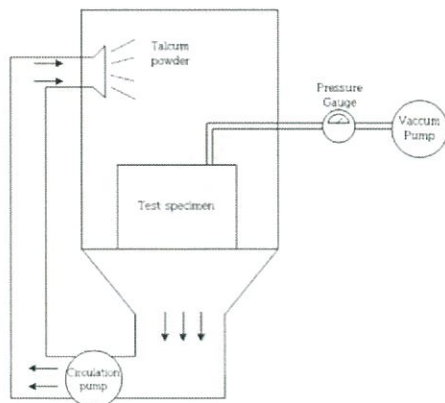 Talcum
powder
Pressure
Gauge
Vaccum
Pump
Test specimen
Circulation
pump